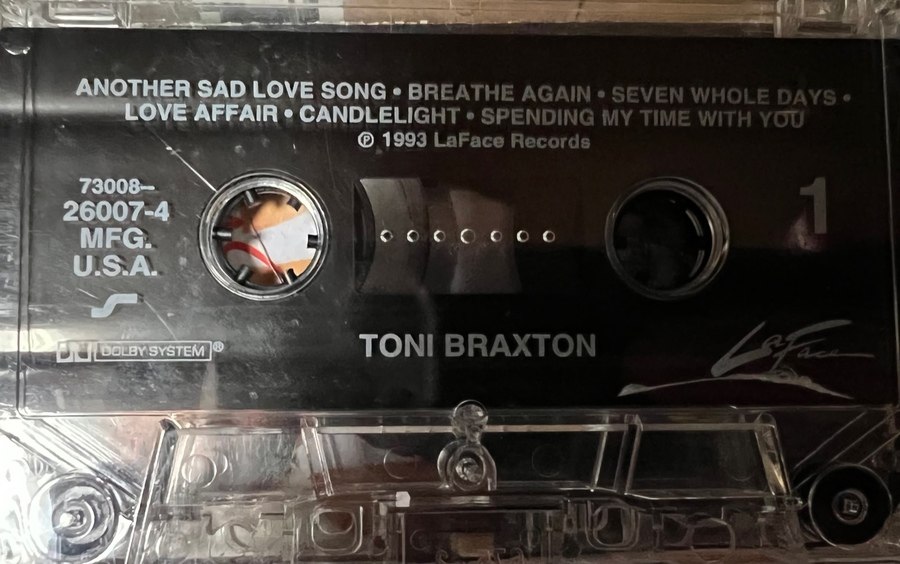 ANOTHER SAD LOVE SONG • BREATHE AGAIN • SEVEN WHOLE DAYS •
LOVE AFFAIR • CANDLELIGHT • SPENDING MY TIME WITH YOU
℗ 1993 LaFace Records
73008–
26007-4
MFG.
U.S.A.
1
DOLBY SYSTEM®
TONI BRAXTON
LaFace